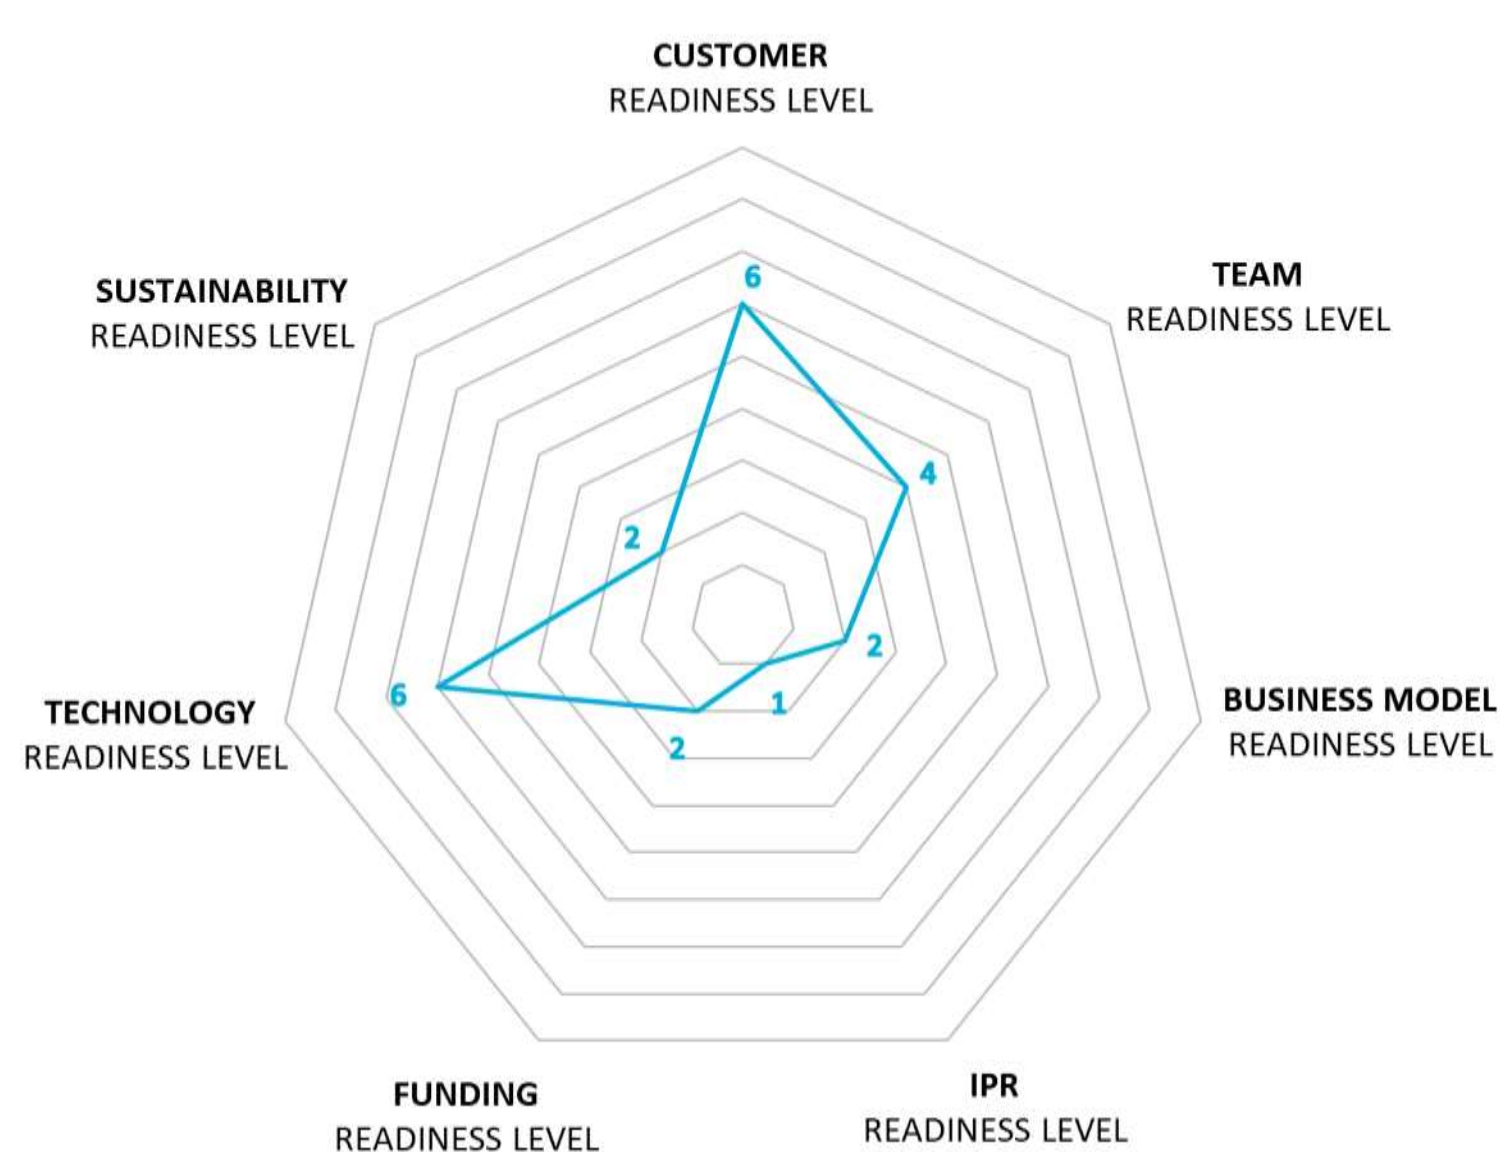 CUSTOMER
READINESS LEVEL
TEAM
READINESS LEVEL
SUSTAINABILITY
READINESS LEVEL
6
4
2
2
6
1
2
TECHNOLOGY
READINESS LEVEL
BUSINESS MODEL
READINESS LEVEL
FUNDING
READINESS LEVEL
IPR
READINESS LEVEL